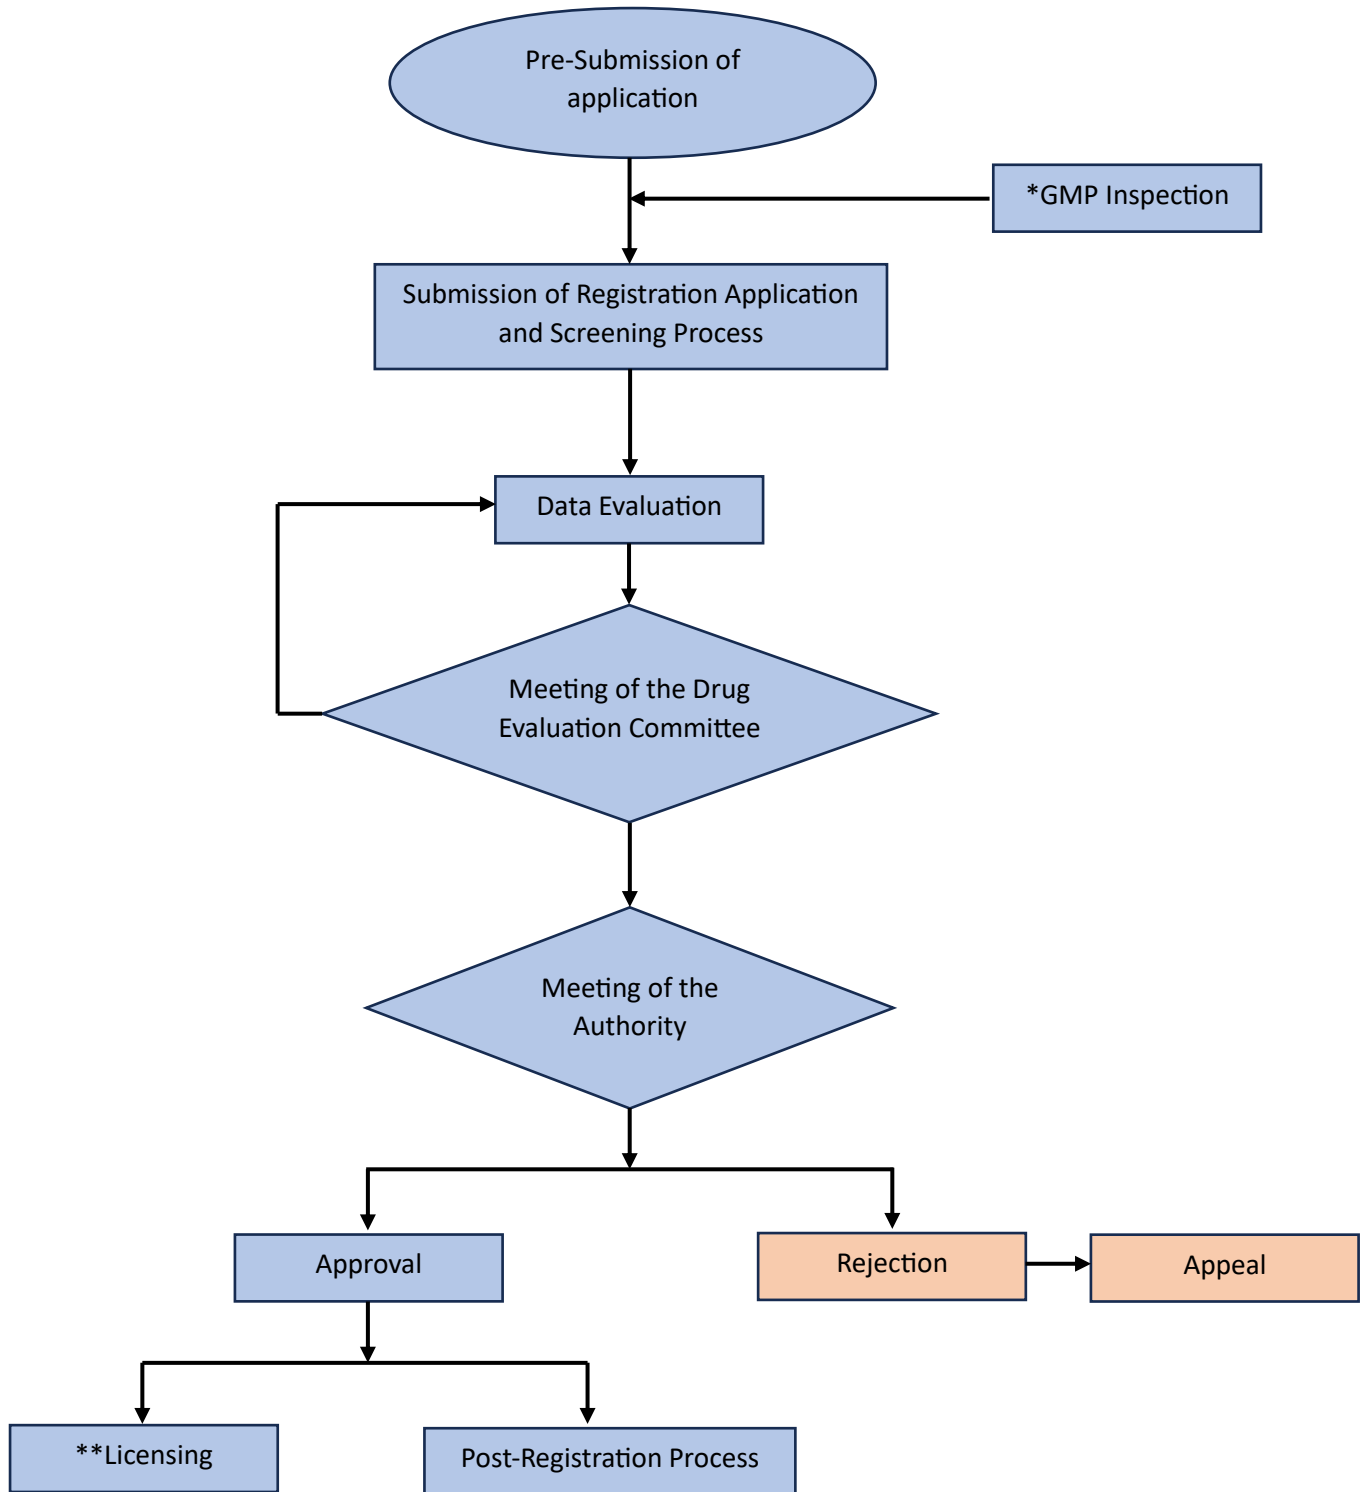 Pre-Submission of
application
*GMP Inspection
Submission of Registration Application
and Screening Process
Data Evaluation
Meeting of the Drug
Evaluation Committee
Meeting of the
Authority
Approval
Rejection
Appeal
**Licensing
Post-Registration Process